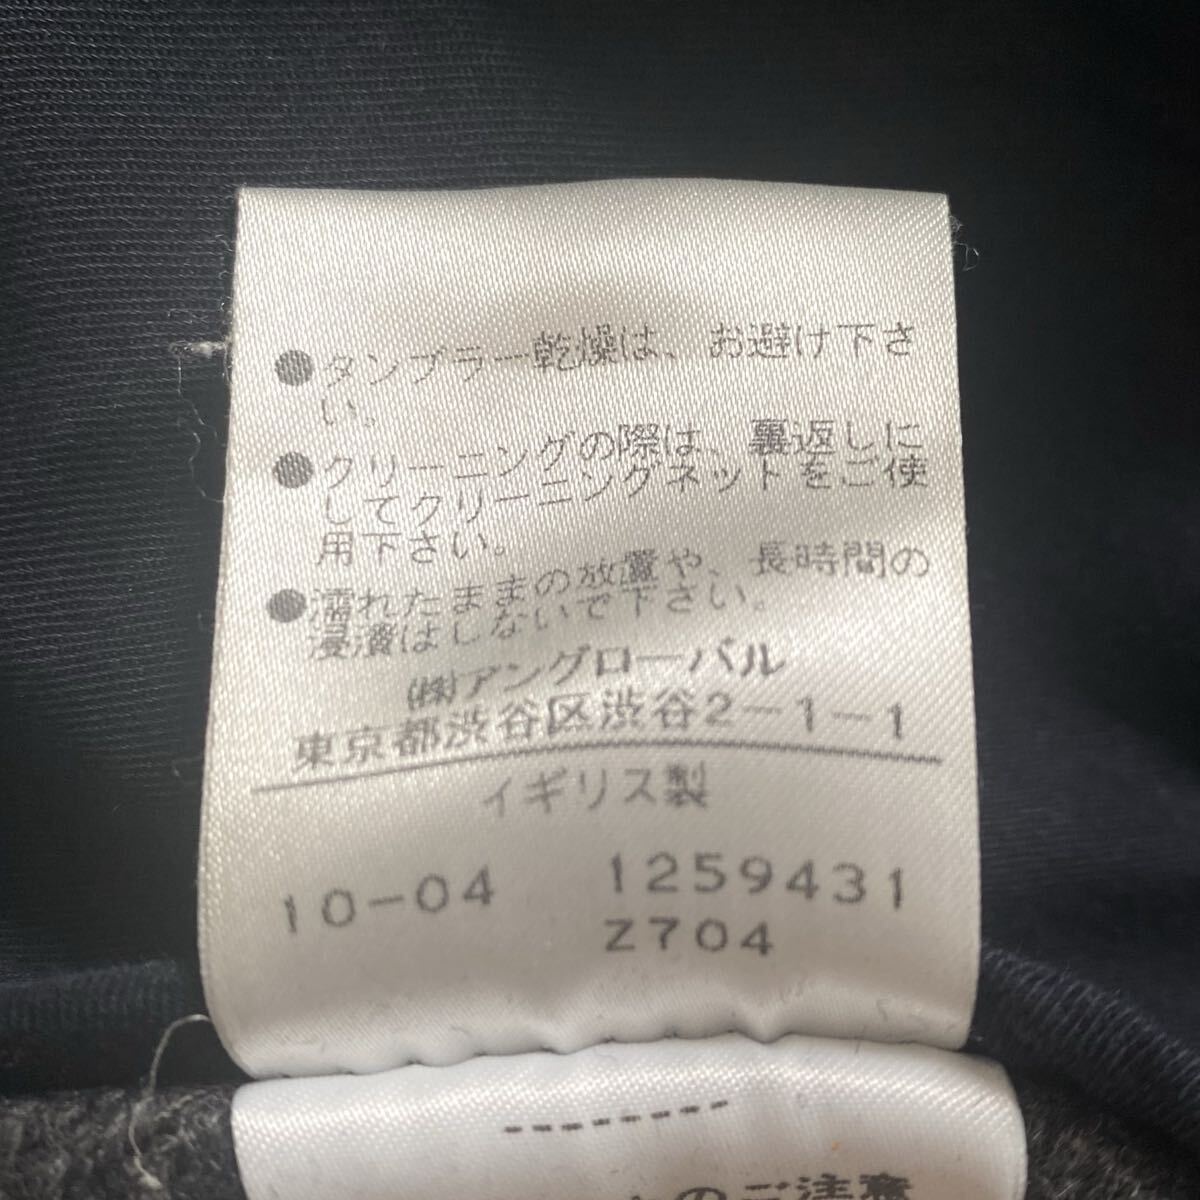 ●タンブラー乾燥は、お避け下さ
い。
●クリーニングの際は、裏返しに
してクリーニングネットをご使
用下さい。
●濡れたままの放置や、長時間の
浸漬はしないで下さい。
㈱アングローバル
東京都渋谷区渋谷2-1-1
イギリス製
10-04 1259431
Z704
のご注意